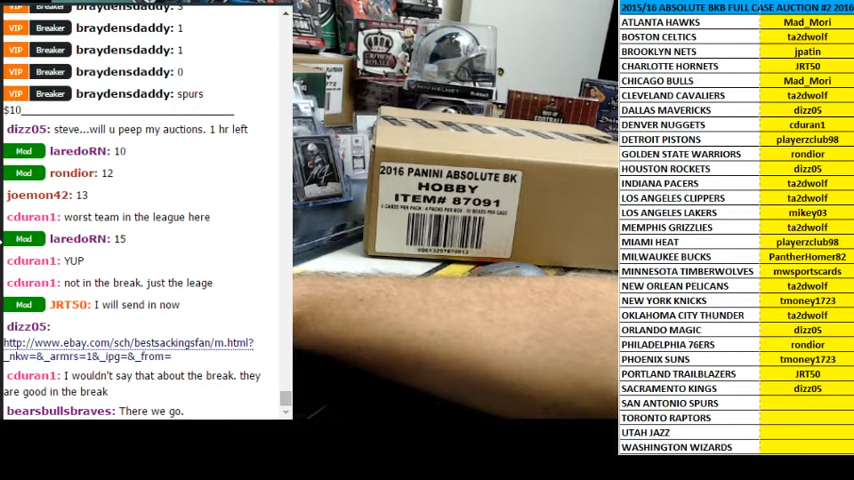 braydensdaddy: 3
VIP Breaker braydensdaddy: 1
VIP Breaker braydensdaddy: 1
VIP Breaker braydensdaddy: 0
VIP Breaker braydensdaddy: spurs
$10
dizz05: steve...will u peep my auctions. 1 hr left
Mod laredoRN: 10
Mod rondior: 12
joemon42: 13
cduran1: worst team in the league here
Mod laredoRN: 15
cduran1: YUP
cduran1: not in the break. just the leage
Mod JRT50: I will send in now
dizz05:
http://www.ebay.com/sch/bestsackingsfan/m.html?
_nkw=&_armrs=1&_ipg=&_from=
cduran1: I wouldn't say that about the break. they
are good in the break
bearsbullsbraves: There we go.
CROWN
ROYALE
2016 PANINI ABSOLUTE BK
HOBBY
ITEM# 87091
2015/16 ABSOLUTE BKB FULL CASE AUCTION #2 2016
ATLANTA HAWKS Mad_Mori
BOSTON CELTICS ta2dwolf
BROOKLYN NETS jpatin
CHARLOTTE HORNETS JRT50
CHICAGO BULLS Mad_Mori
CLEVELAND CAVALIERS ta2dwolf
DALLAS MAVERICKS dizz05
DENVER NUGGETS cduran1
DETROIT PISTONS playerzclub98
GOLDEN STATE WARRIORS rondior
HOUSTON ROCKETS dizz05
INDIANA PACERS ta2dwolf
LOS ANGELES CLIPPERS ta2dwolf
LOS ANGELES LAKERS mikey03
MEMPHIS GRIZZLIES ta2dwolf
MIAMI HEAT playerzclub98
MILWAUKEE BUCKS PantherHomer82
MINNESOTA TIMBERWOLVES mwsportscards
NEW ORLEAN PELICANS ta2dwolf
NEW YORK KNICKS tmoney1723
OKLAHOMA CITY THUNDER ta2dwolf
ORLANDO MAGIC dizz05
PHILADELPHIA 76ERS rondior
PHOENIX SUNS tmoney1723
PORTLAND TRAILBLAZERS JRT50
SACRAMENTO KINGS dizz05
SAN ANTONIO SPURS
TORONTO RAPTORS
UTAH JAZZ
WASHINGTON WIZARDS